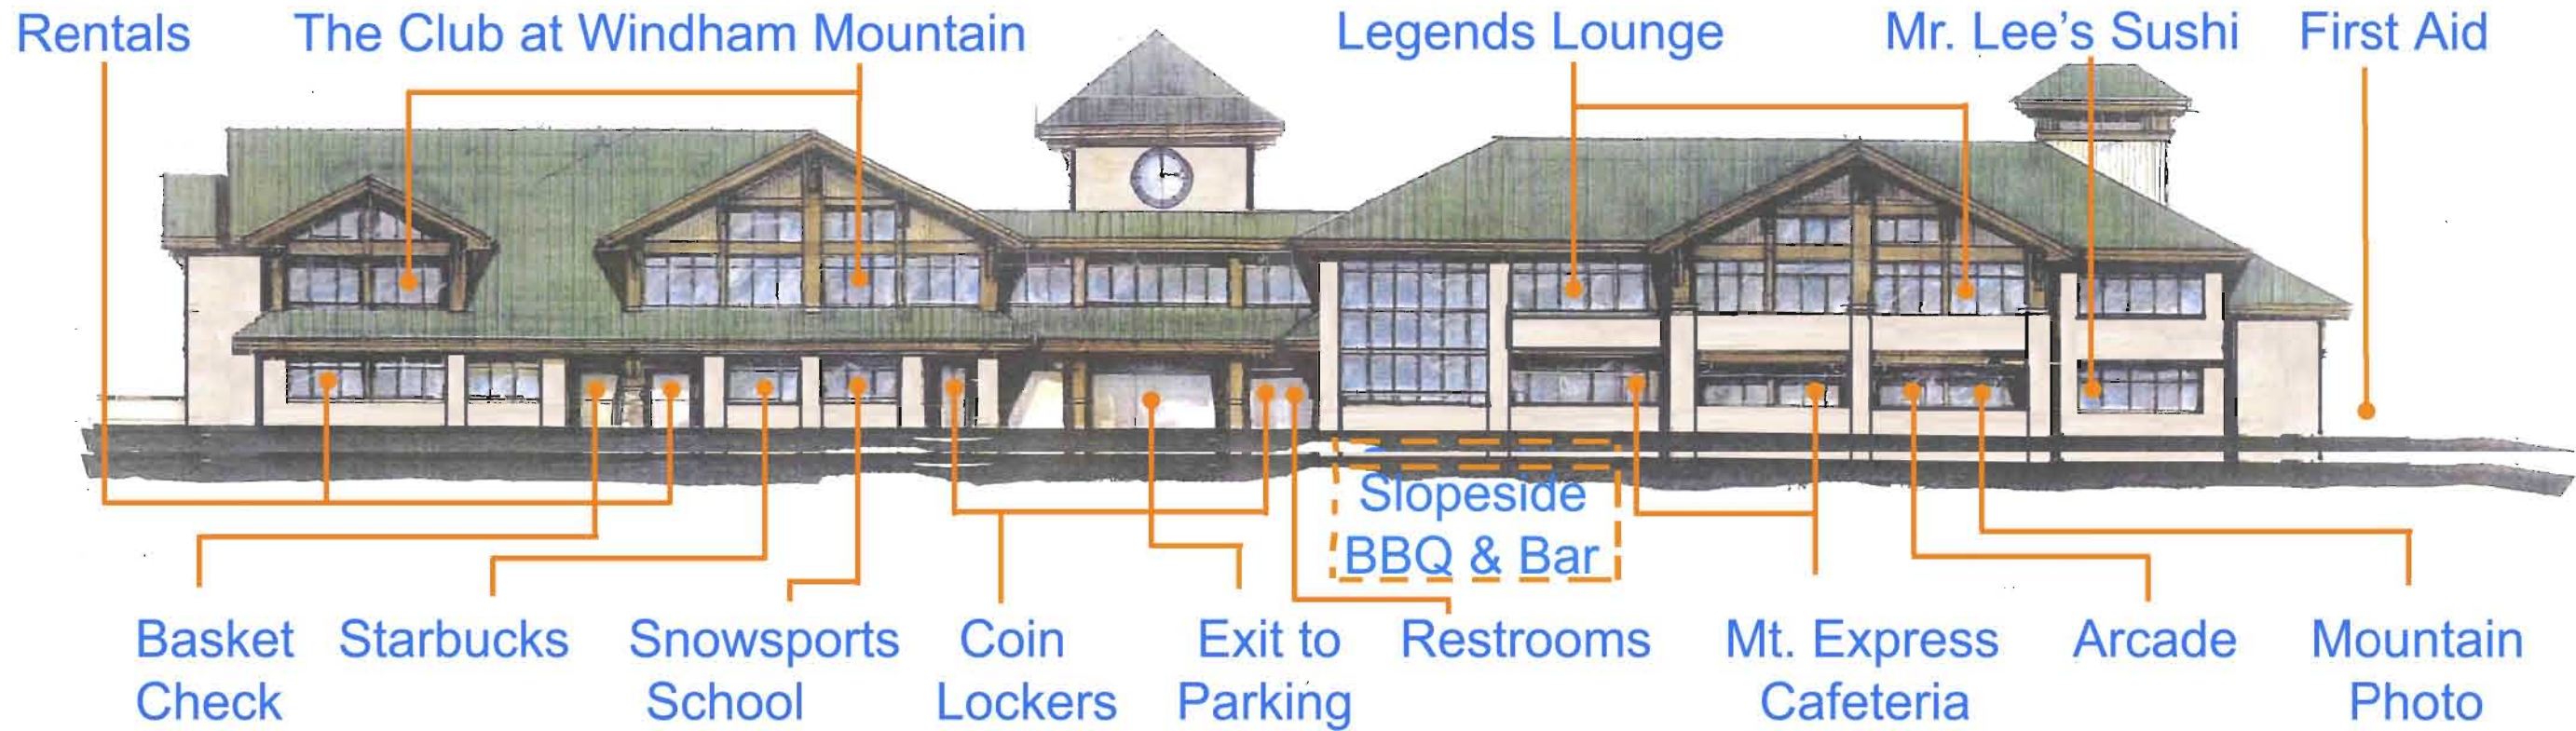 Rentals
The Club at Windham Mountain
Legends Lounge
Mr. Lee's Sushi
First Aid
Slopeside
BBQ & Bar
Basket
Check
Starbucks
Snowsports
School
Coin
Lockers
Exit to
Parking
Restrooms
Mt. Express
Cafeteria
Arcade
Mountain
Photo